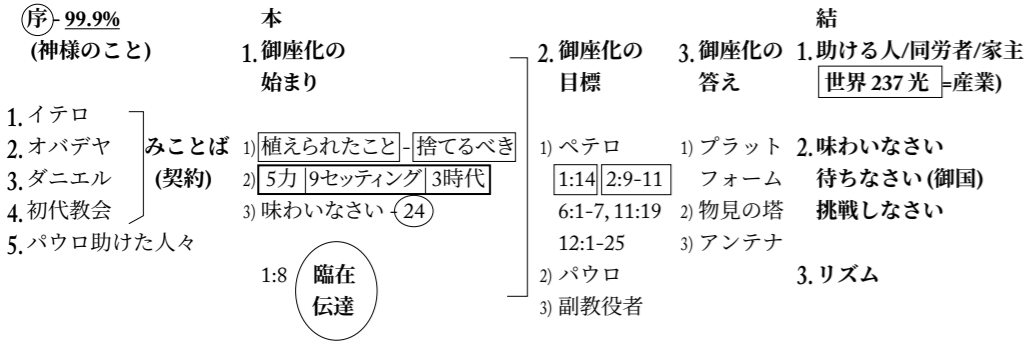 序- 99.9%
(神様のこと)
1. イテロ
2. オバデヤ
3. ダニエル
4. 初代教会
5. パウロ助けた人々
みことば
(契約)
本
1. 御座化の
始まり
1) 植えられたこと - 捨てるべき
2) 5力 9セッティング 3時代
3) 味わいなさい - 24
1:8 臨在
伝達
2. 御座化の
目標
1) ペテロ
1:14 2:9-11
6:1-7, 11:19
12:1-25
2) パウロ
3) 副教役者
3. 御座化の
答え
1) プラット
フォーム
2) 物見の塔
3) アンテナ
結
1. 助ける人/同労者/家主
世界 237 光 =産業)
2. 味わいなさい
待ちなさい (御国)
挑戦しなさい
3. リズム